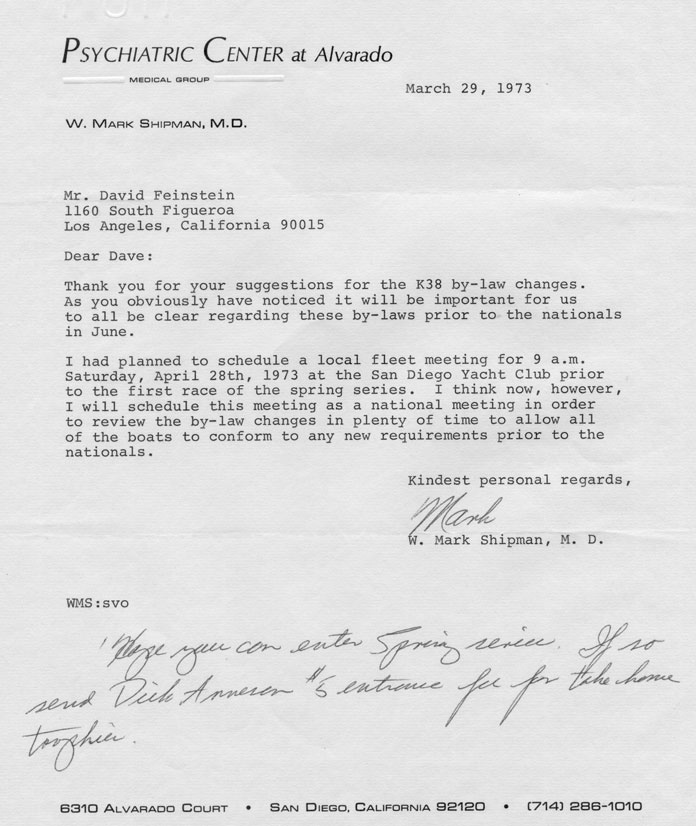 PSYCHIATRIC CENTER at Alvarado
MEDICAL GROUP
March 29, 1973
W. MARK SHIPMAN, M.D.
Mr. David Feinstein
1160 South Figueroa
Los Angeles, California 90015
Dear Dave:
Thank you for your suggestions for the K38 by-law changes.
As you obviously have noticed it will be important for us
to all be clear regarding these by-laws prior to the nationals
in June.
I had planned to schedule a local fleet meeting for 9 a.m.
Saturday, April 28th, 1973 at the San Diego Yacht Club prior
to the first race of the spring series. I think now, however,
I will schedule this meeting as a national meeting in order
to review the by-law changes in plenty of time to allow all
of the boats to conform to any new requirements prior to the
nationals.
Kindest personal regards,
Mark
W. Mark Shipman, M. D.
WMS:svo
Hope you can enter Spring series. If so
send Dick $5 entrance fee for take home
6310 ALVARADO COURT • SAN DIEGO, CALIFORNIA 92120 • (714) 286-1010